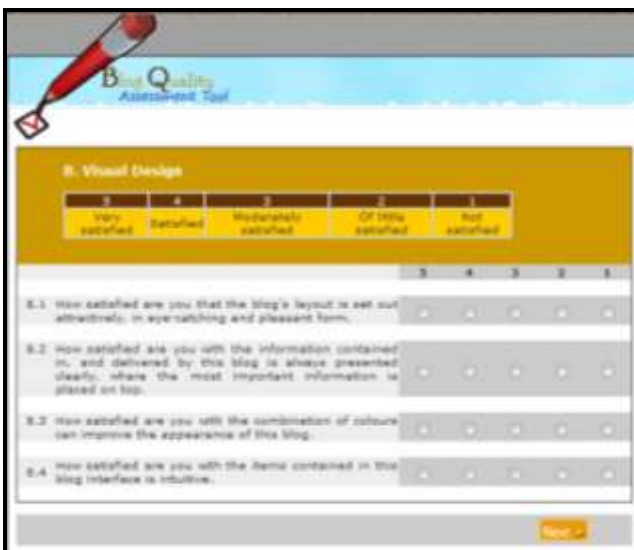 Blog Quality
Assessment Tool
B. Visual Design
5 4 3 2 1
Very satisfied Satisfied Moderately satisfied Of little satisfied Not satisfied
5 4 3 2 1
8.1 How satisfied are you that the blog's layout is set out
attractively, in eye-catching and pleasant form.
8.2 How satisfied are you with the information contained
in, and delivered by this blog is always presented
clearly, where the most important information is
placed on top.
8.3 How satisfied are you with the combination of colours
can improve the appearance of this blog.
8.4 How satisfied are you with the items contained in this
blog interface is intuitive.
Next